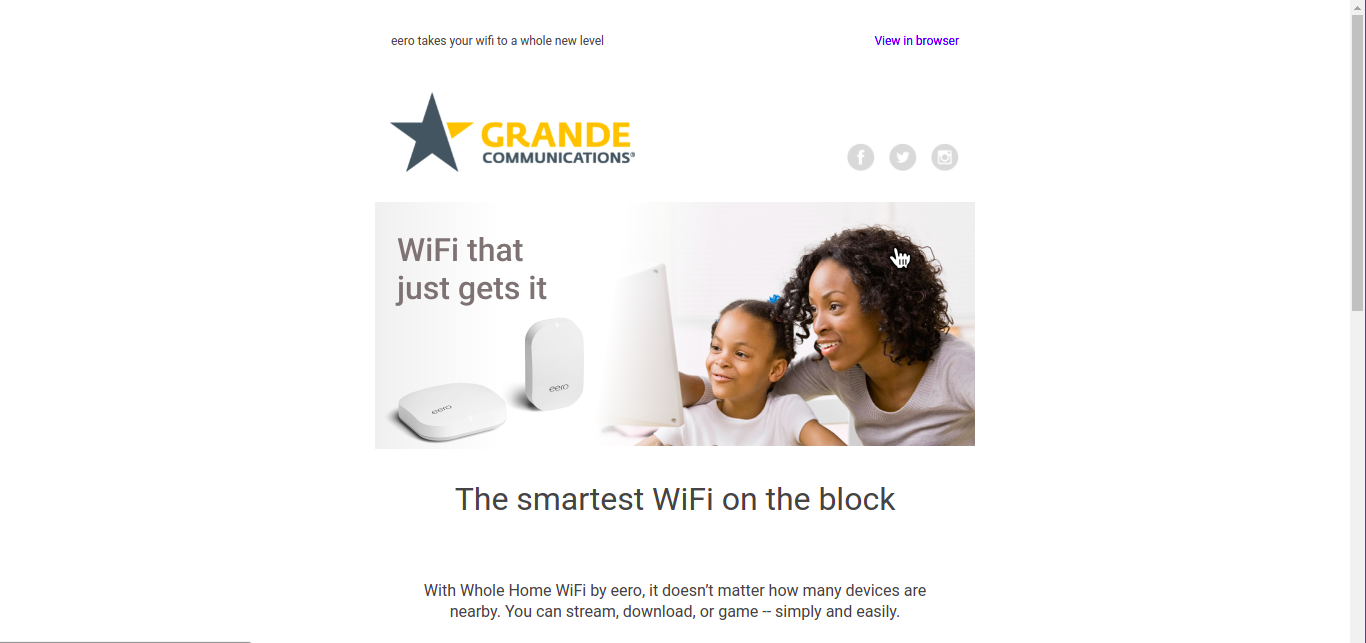 eero takes your wifi to a whole new level
View in browser
GRANDE
COMMUNICATIONS®
WiFi that
just gets it
eero
eero
The smartest WiFi on the block
With Whole Home WiFi by eero, it doesn’t matter how many devices are
nearby. You can stream, download, or game -- simply and easily.